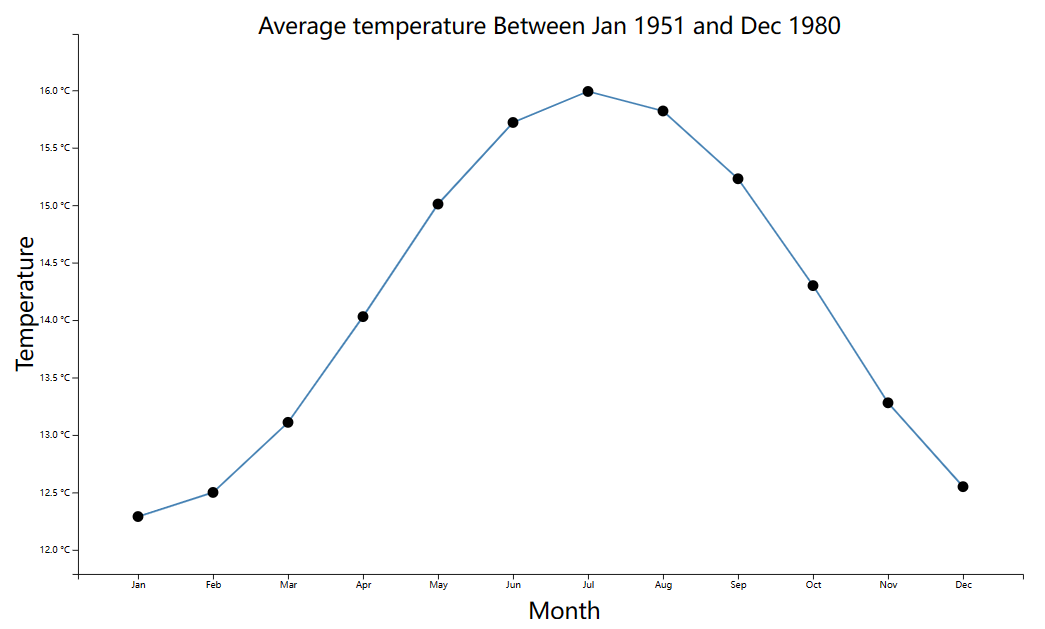 Average temperature Between Jan 1951 and Dec 1980
Temperature
16.0 °C
15.5 °C
15.0 °C
14.5 °C
14.0 °C
13.5 °C
13.0 °C
12.5 °C
12.0 °C
Jan Feb Mar Apr May Jun Jul Aug Sep Oct Nov Dec
Month